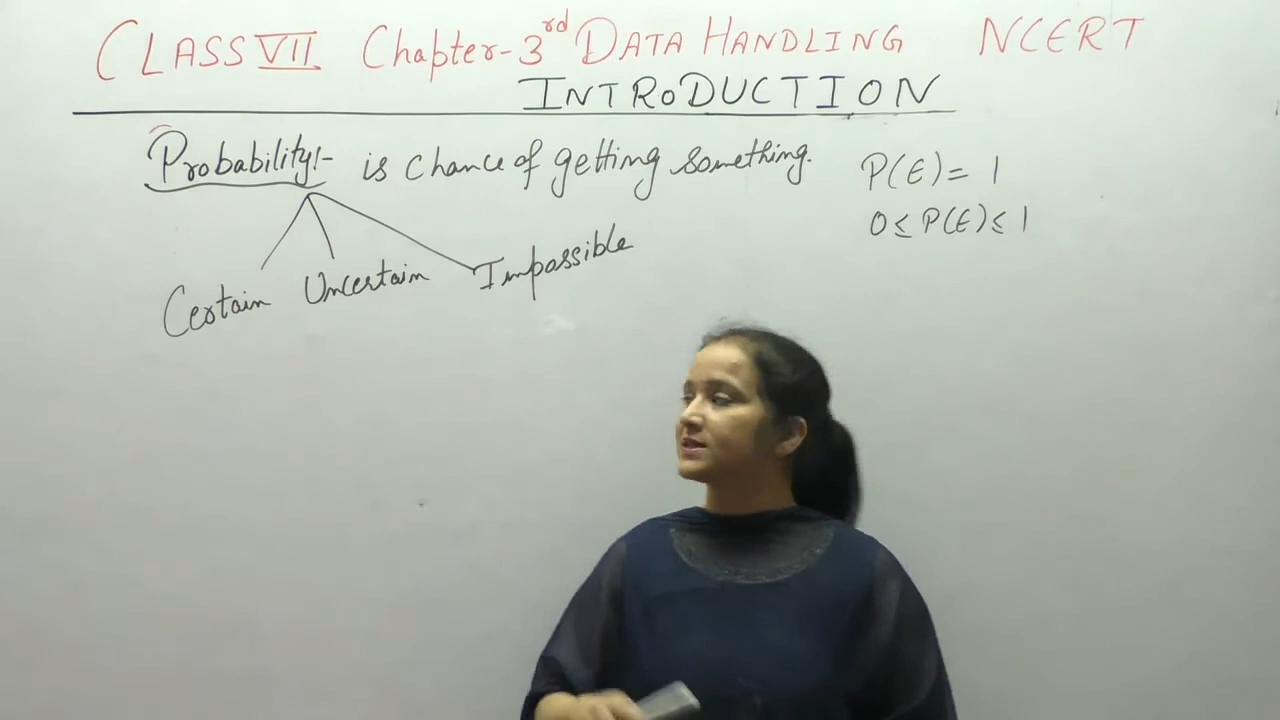 CLASS VII Chapter-3rd DATA HANDLING NCERT
INTRODUCTION
Probability:- is chance of getting something. P(E)= 1
0≤ P(E)≤ 1
Certain Uncertain Impossible